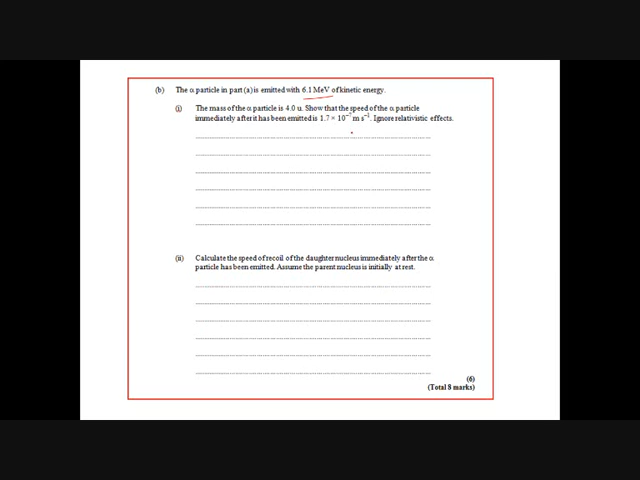 (b) The α particle in part (a) is emitted with 6.1 MeV of kinetic energy.
(i) The mass of the α particle is 4.0 u. Show that the speed of the α particle
immediately after it has been emitted is 1.7 × 10⁻⁷ m s⁻¹. Ignore relativistic effects.
(ii) Calculate the speed of recoil of the daughter nucleus immediately after the α
particle has been emitted. Assume the parent nucleus is initially at rest.
(6)
(Total 8 marks)